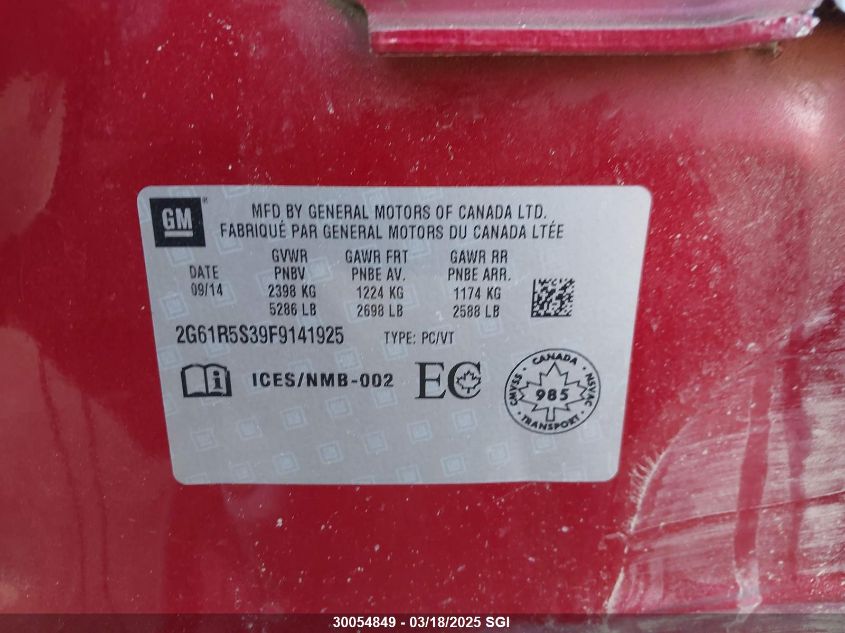 GM ®
MFD BY GENERAL MOTORS OF CANADA LTD.
FABRIQUÉ PAR GENERAL MOTORS DU CANADA LTÉE
GVWR GAWR FRT GAWR RR
DATE PNBV PNBE AV. PNBE ARR.
09/14 2398 KG 1224 KG 1174 KG
5286 LB 2698 LB 2588 LB
2G61R5S39F9141925 TYPE: PC/VT
i ICES/NMB-002 EC
CANADA
CMVSS 985 NSVAC
TRANSPORT
30054849 — 03/18/2025 SGI